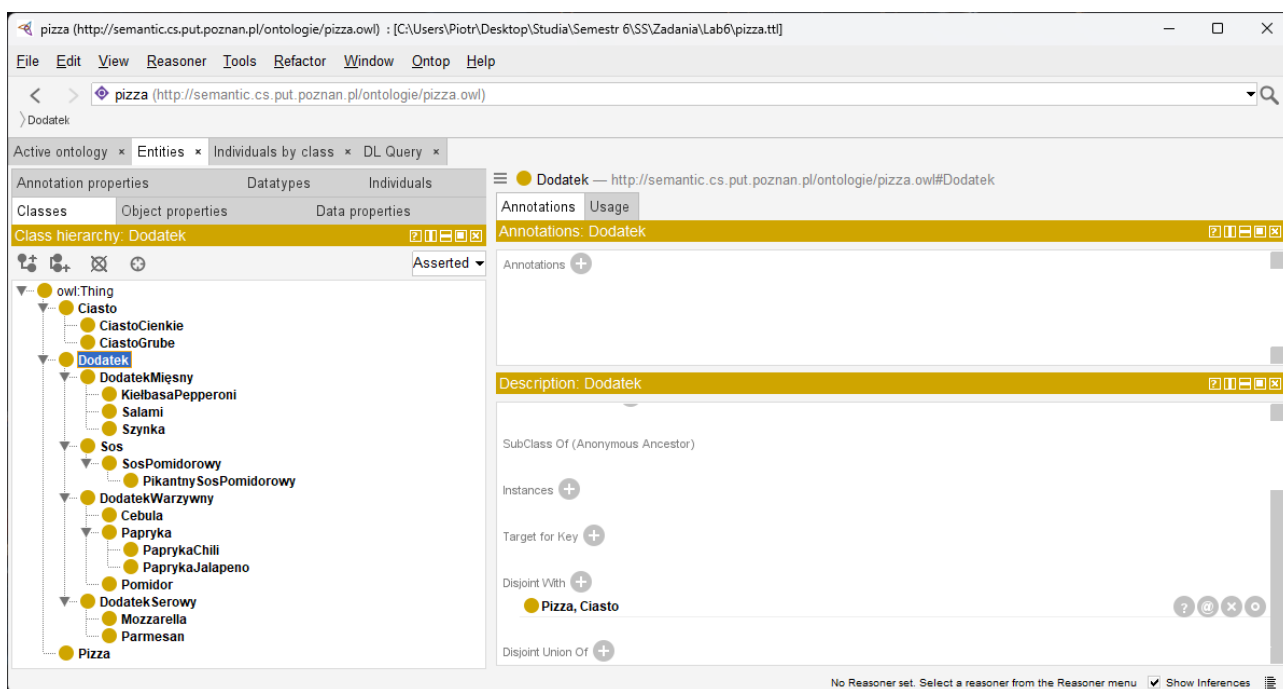 pizza (http://semantic.cs.put.poznan.pl/ontologie/pizza.owl) : [C:\Users\Piotr\Desktop\Studia\Semestr 6\SS\Zadania\Lab6\pizza.ttl]
File Edit View Reasoner Tools Refactor Window Ontop Help
pizza (http://semantic.cs.put.poznan.pl/ontologie/pizza.owl)
Dodatek
Active ontology × Entities × Individuals by class × DL Query ×
Annotation properties Datatypes Individuals
Classes Object properties Data properties
Class hierarchy: Dodatek
Asserted
owl:Thing
Ciasto
CiastoCienkie
CiastoGrube
Dodatek
DodatekMięsny
KiełbasaPepperoni
Salami
Szynka
Sos
SosPomidorowy
PikantnySosPomidorowy
DodatekWarzywny
Cebula
Papryka
PaprykaChili
PaprykaJalapeno
Pomidor
DodatekSerowy
Mozzarella
Parmesan
Pizza
Dodatek — http://semantic.cs.put.poznan.pl/ontologie/pizza.owl#Dodatek
Annotations Usage
Annotations: Dodatek
Annotations
Description: Dodatek
SubClass Of (Anonymous Ancestor)
Instances
Target for Key
Disjoint With
Pizza, Ciasto
Disjoint Union Of
No Reasoner set. Select a reasoner from the Reasoner menu Show Inferences